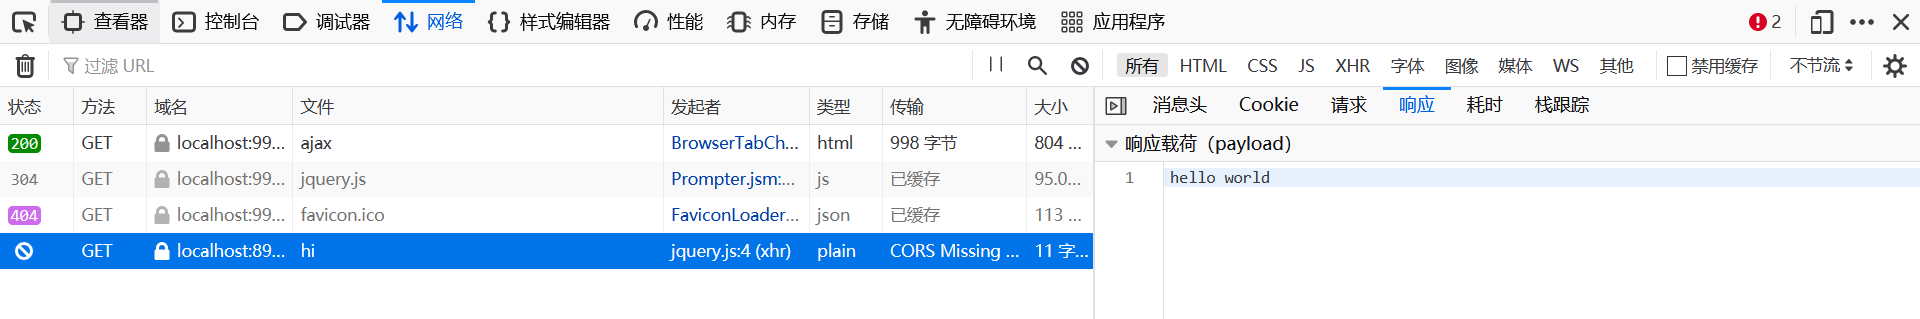 查看器 控制台 调试器 网络 样式编辑器 性能 内存 存储 无障碍环境 应用程序 2
过滤 URL 所有 HTML CSS JS XHR 字体 图像 媒体 WS 其他 禁用缓存 不节流
状态 方法 域名 文件 发起者 类型 传输 大小 消息头 Cookie 请求 响应 耗时 栈跟踪
200 GET localhost:99... ajax BrowserTabCh... html 998 字节 804 ... 响应载荷（payload）
304 GET localhost:99... jquery.js Prompter.jsm:... js 已缓存 95.0... 1 hello world
404 GET localhost:99... favicon.ico FaviconLoader... json 已缓存 113 ...
GET localhost:89... hi jquery.js:4 (xhr) plain CORS Missing ... 11 字...